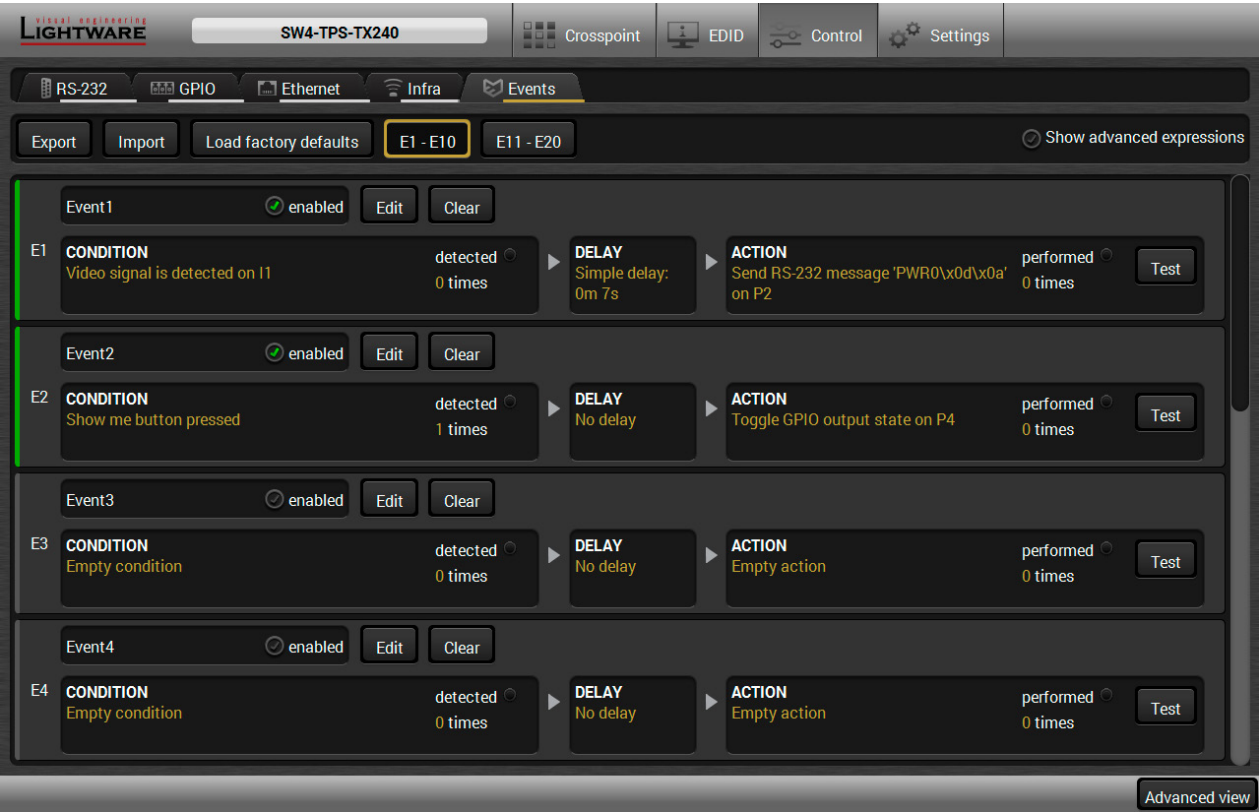 visual engineering
LIGHTWARE
SW4-TPS-TX240
Crosspoint
EDID
Control
Settings
RS-232
GPIO
Ethernet
Infra
Events
Export
Import
Load factory defaults
E1 - E10
E11 - E20
Show advanced expressions
Event1
enabled
Edit
Clear
E1
CONDITION
Video signal is detected on I1
detected
0 times
DELAY
Simple delay:
0m 7s
ACTION
Send RS-232 message 'PWR0\x0d\x0a'
on P2
performed
0 times
Test
Event2
enabled
Edit
Clear
E2
CONDITION
Show me button pressed
detected
1 times
DELAY
No delay
ACTION
Toggle GPIO output state on P4
performed
0 times
Test
Event3
enabled
Edit
Clear
E3
CONDITION
Empty condition
detected
0 times
DELAY
No delay
ACTION
Empty action
performed
0 times
Test
Event4
enabled
Edit
Clear
E4
CONDITION
Empty condition
detected
0 times
DELAY
No delay
ACTION
Empty action
performed
0 times
Test
Advanced view